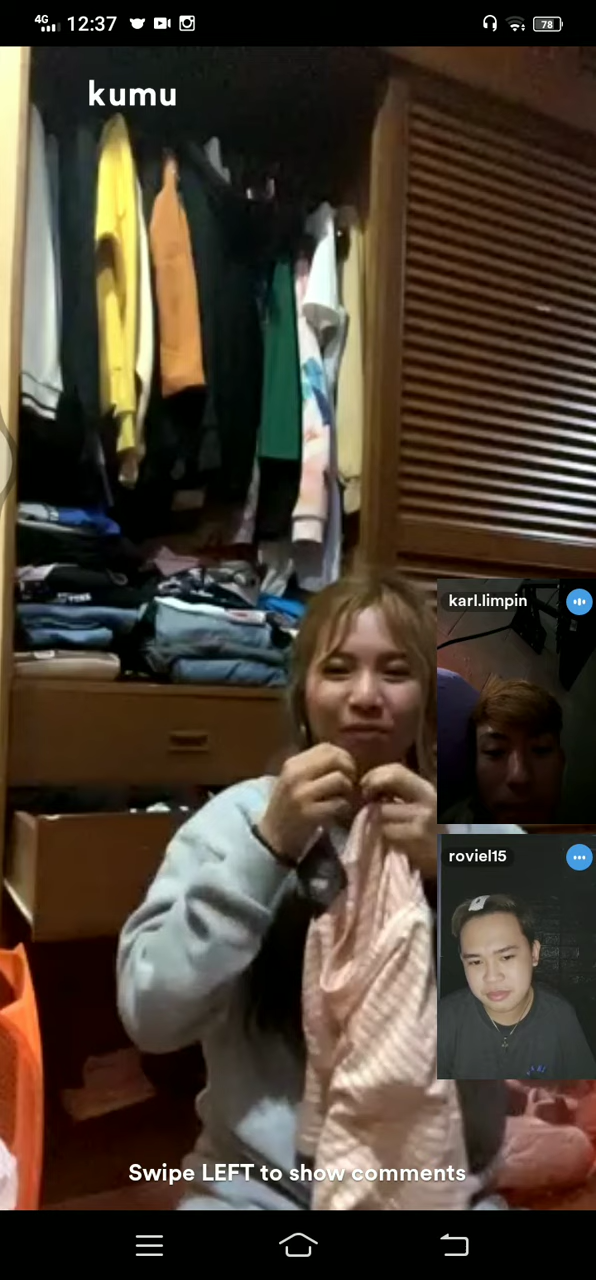 4G 12:37 78
kumu
karl.limpin
roviel15
Swipe LEFT to show comments